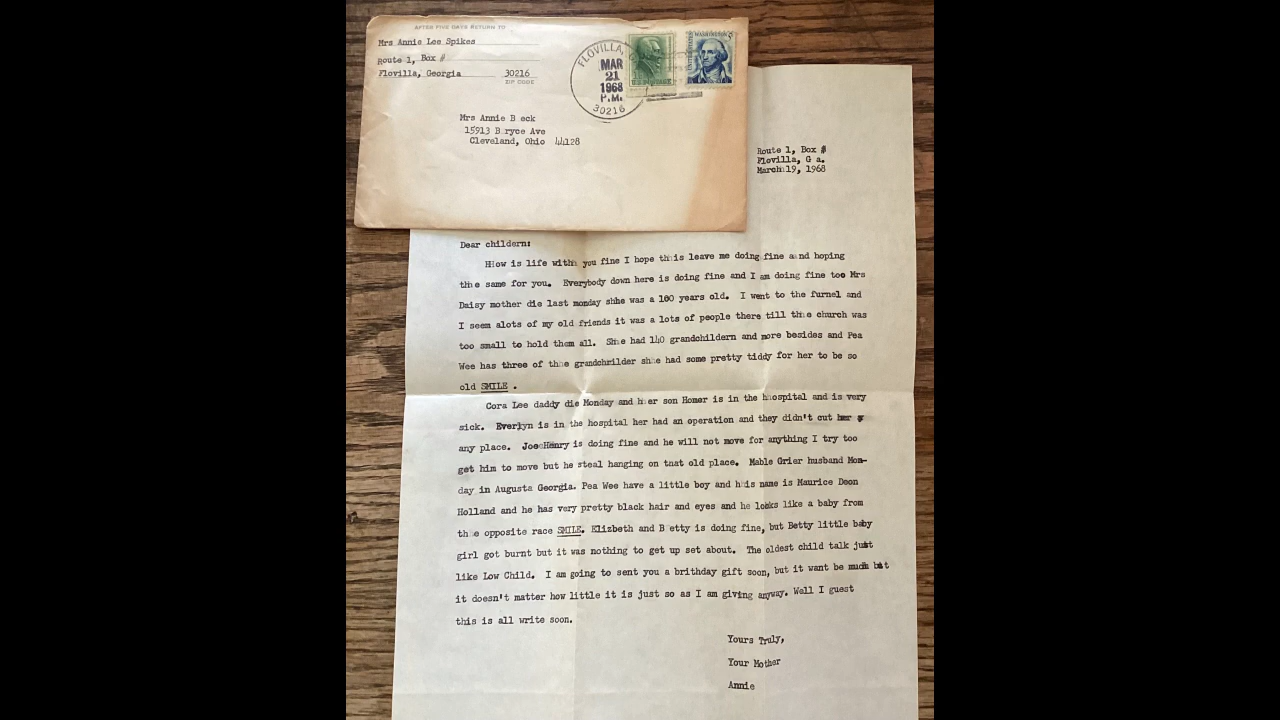 AFTER FIVE DAYS RETURN TO
Mrs Annie Lee Spikes
Route 1, Box #
Flovilla, Georgia 30216
ZIP CODE
FLOVILLA,
MAR
21
1968
P.M.
30216
U.S. POSTAGE
UNITED STATES
WASHINGTON 5
Mrs Annie B eck
15913 B ryce Ave
Cleveland, Ohio 44128
Route 1, Box #
Flovilla, G a.
March 19, 1968
Dear childern:
How is life with you fine I hope this leave me doing fine and hoping
the same for you. Everybody down here is doing fine and I am doing fine too Mrs
Daisy mother die last monday shhe was a 100 years old. I went to the furnel and
I seem alots of my old friends it was a lots of people there till the church was
too small to hold them all. She had 140 grandchildern and more besides and Pea
Wee has three of the grandchrilder she had some pretty tiddy for her to be so
old SMILE .
Cora Lee daddy die Monday and her son Homer is in the hospital and is very
sick. Everlyn is in the hospital her had an operation and they didn't cut her
any place. Joe Henry is doing fine and he will not move for anything I try too
get him to move but he steal hanging on that old place. Mable Grier husband Mon-
day in Augusta Georgia. Pea Wee have a little boy and his name is Maurice Deon
Holland and he has very pretty black hair and eyes and he looks like a baby from
the opposite race SMILE. Elizbeth and B etty is doing fine, but Betty little baby
girl got burnt but it was nothing to get up set about. The oldest child talk just
like Low Child. I am going to sent you a brithday gift soon, but it want be much but
it doesn't matter how little it is just so as I am giving anyway. Well I guest
this is all write soon.
Yours Truly,
Your Mother
Annie